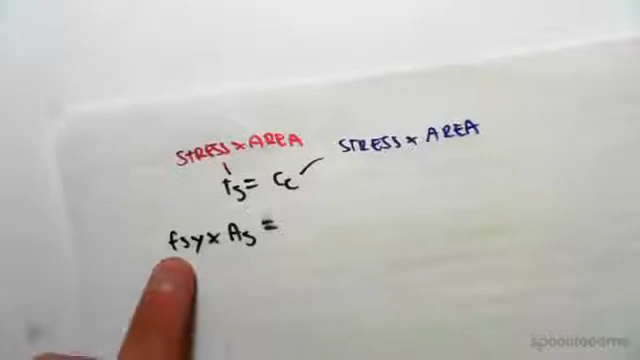 STRESS x AREA STRESS x AREA
Ts = Cc
fsy x As =